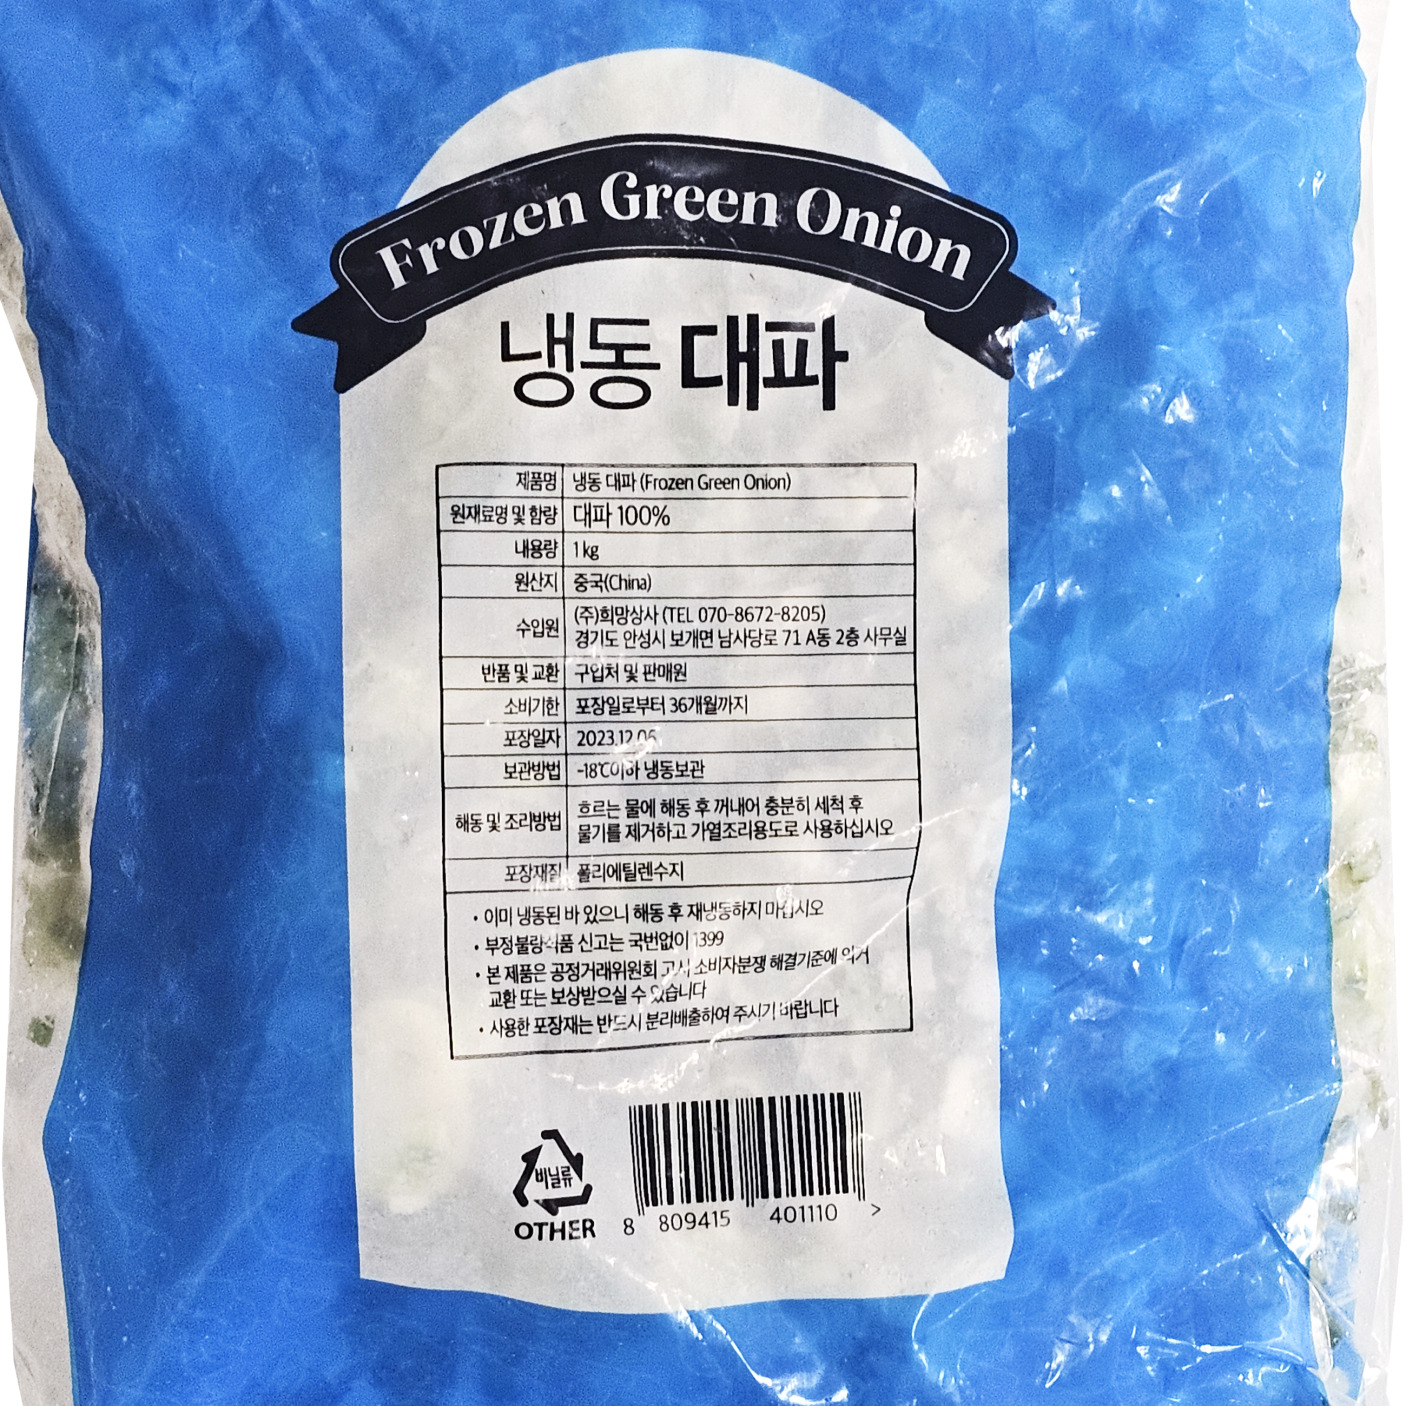 Frozen Green Onion
냉동 대파
제품명 냉동 대파 (Frozen Green Onion)
원재료명 및 함량 대파 100%
내용량 1 kg
원산지 중국(China)
수입원 (주)희망상사 (TEL 070-8672-8205)
경기도 안성시 보개면 남사당로 71 A동 2층 사무실
반품 및 교환 구입처 및 판매원
소비기한 포장일로부터 36개월까지
포장일자 2023.12.06
보관방법 -18℃이하 냉동보관
해동 및 조리방법 흐르는 물에 해동 후 꺼내어 충분히 세척 후
물기를 제거하고 가열조리용도로 사용하십시오
포장재질 폴리에틸렌수지
• 이미 냉동된 바 있으니 해동 후 재냉동하지 마십시오
• 부정불량식품 신고는 국번없이 1399
• 본 제품은 공정거래위원회 고시 소비자분쟁 해결기준에 의거
교환 또는 보상받으실 수 있습니다
• 사용한 포장재는 반드시 분리배출하여 주시기 바랍니다
비닐류
OTHER
8 809415 401110 >